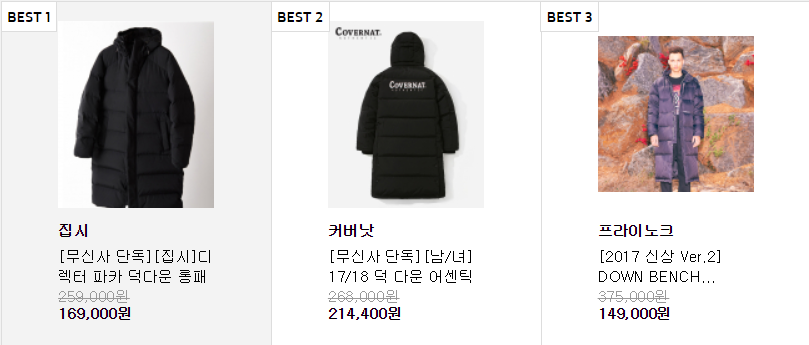 BEST 1
집시
[무신사 단독][집시]디
렉터 파카 덕다운 롱패
259,000원
169,000원
BEST 2
COVERNAT.
AUTHENTIC
COVERNAT.
커버낫
[무신사 단독][남/녀]
17/18 덕 다운 어센틱
268,000원
214,400원
BEST 3
프라이노크
[2017 신상 Ver.2]
DOWN BENCH...
375,000원
149,000원